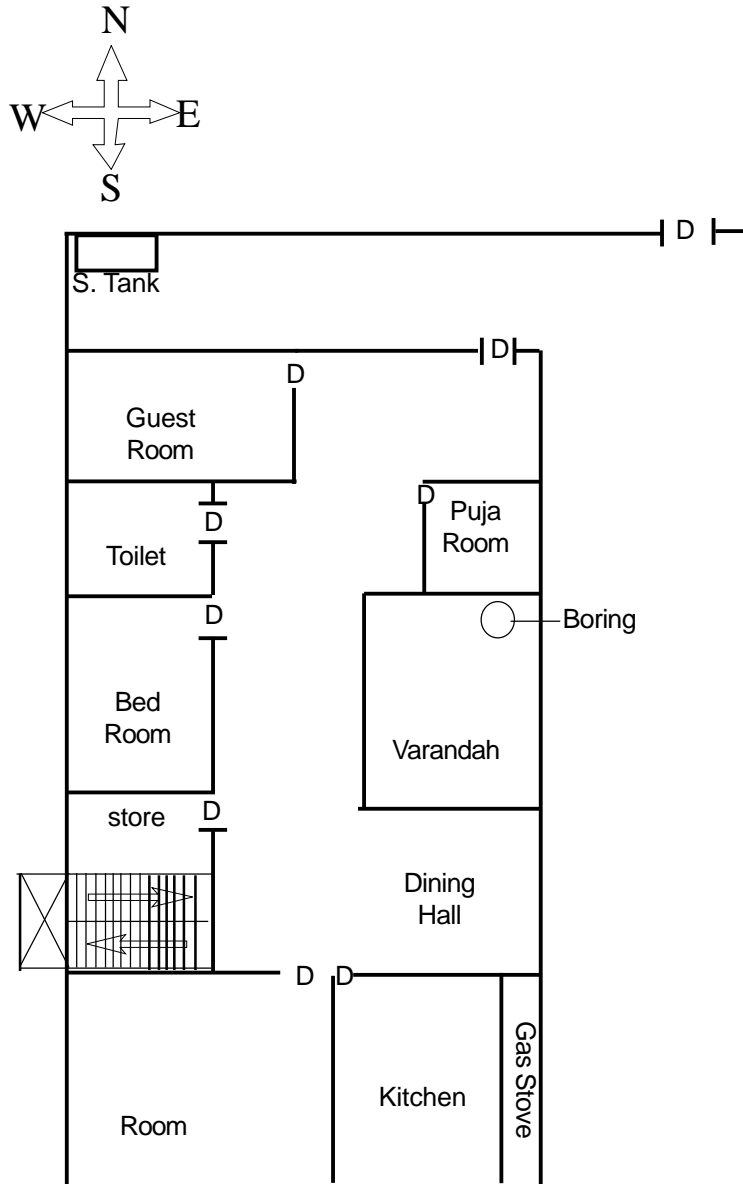 N
W E
S
D
S. Tank
D
D
Guest
Room
D
Puja
Room
D
Toilet
D
Boring
Bed
Room
Varandah
store
D
Dining
Hall
D D
Gas Stove
Kitchen
Room